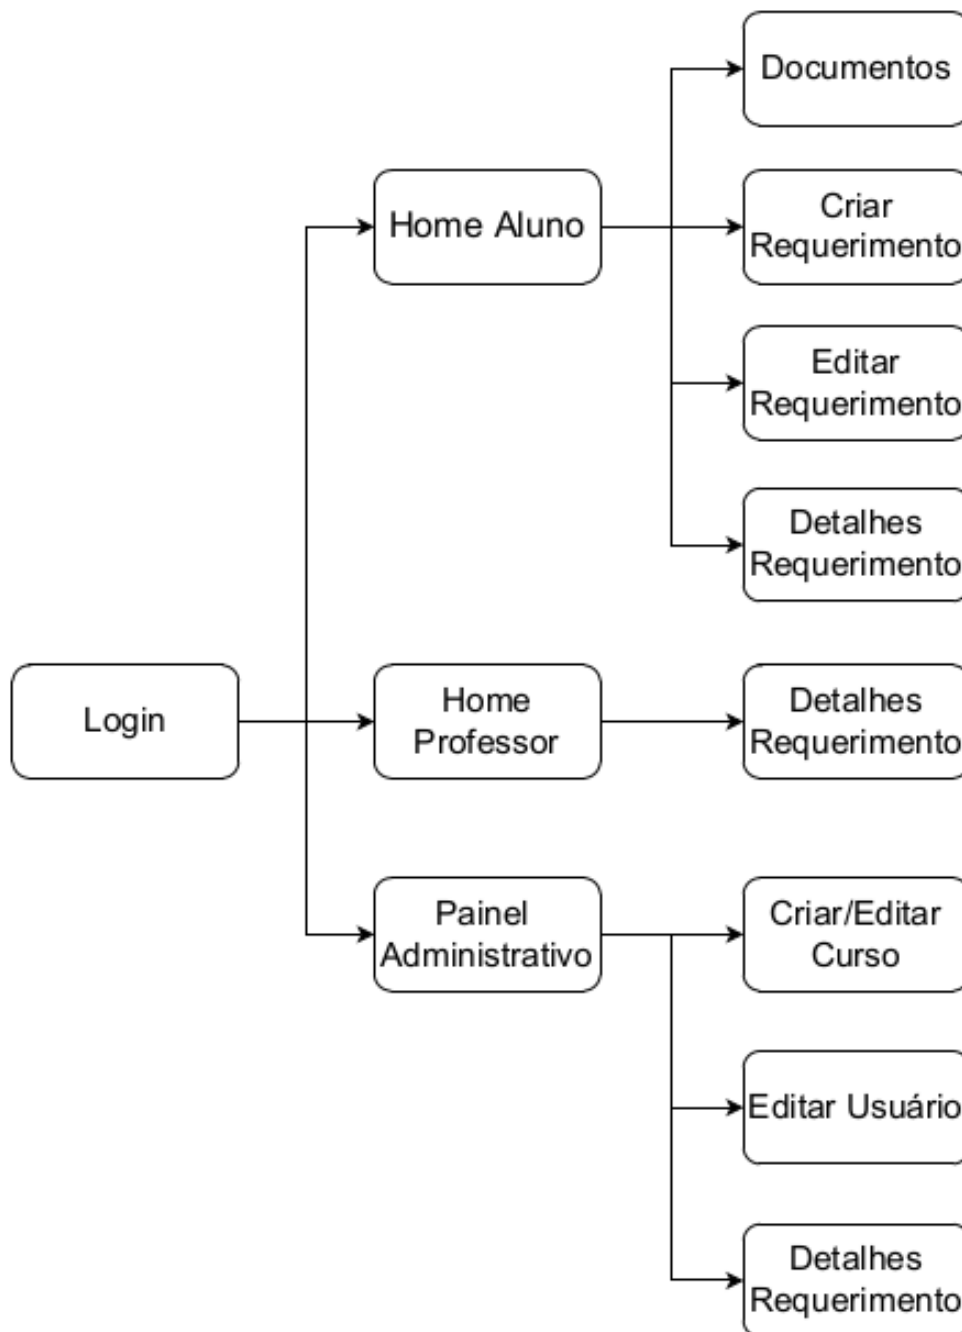 Documentos
Home Aluno
Criar
Requerimento
Editar
Requerimento
Detalhes
Requerimento
Login
Home
Professor
Detalhes
Requerimento
Painel
Administrativo
Criar/Editar
Curso
Editar Usuário
Detalhes
Requerimento